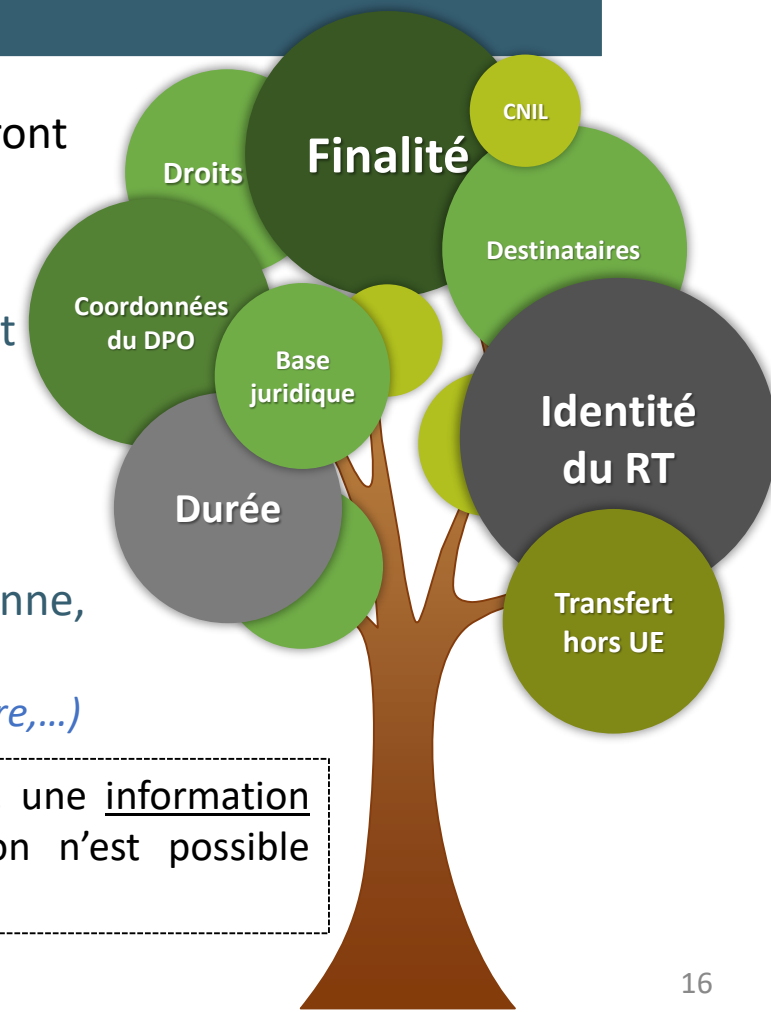 ront
t
nne,
re,…)
une information
on n’est possible
Finalité
CNIL
Droits
Destinataires
Coordonnées
du DPO
Base
juridique
Identité
du RT
Durée
Transfert
hors UE
16